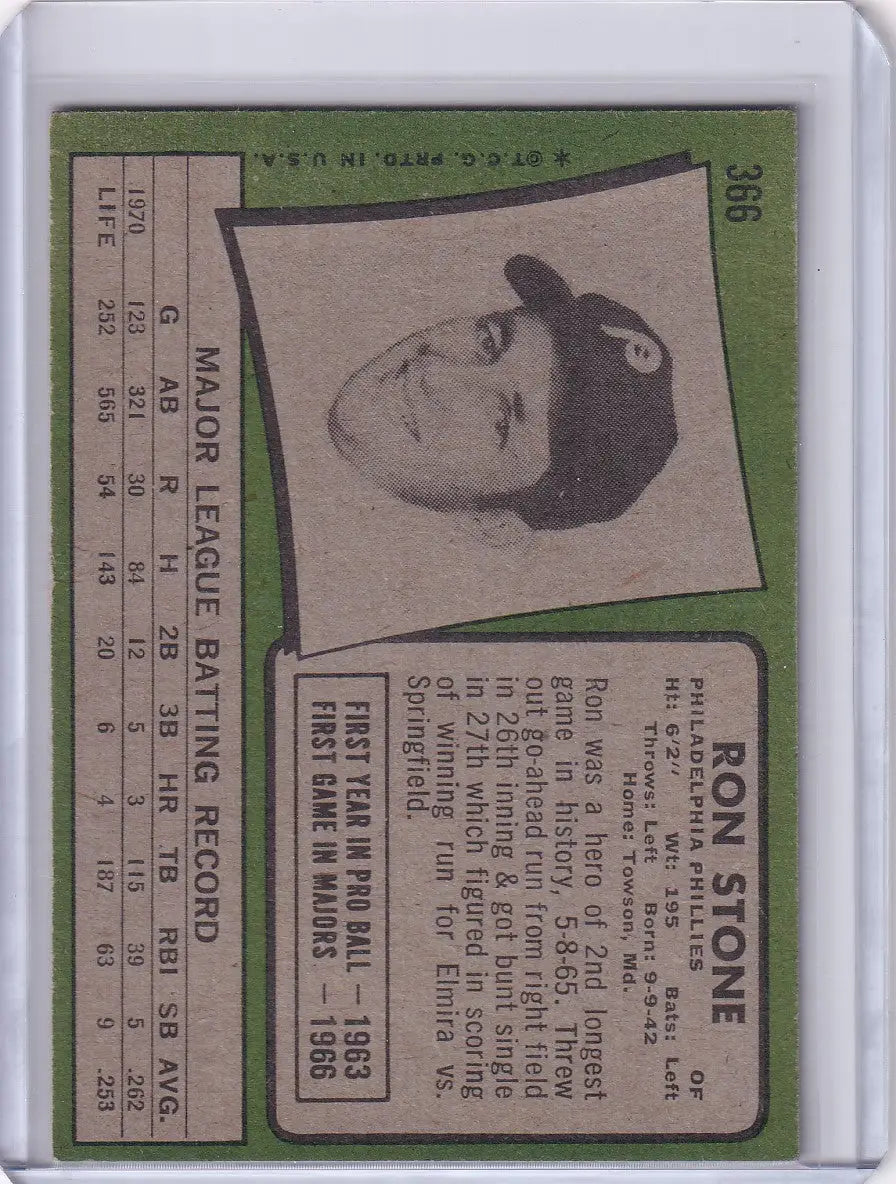 366
RON STONE
OF
PHILADELPHIA PHILLIES
Ht: 6'2" Wt: 195 Bats: Left
Throws: Left Born: 9-9-42
Home: Towson, Md.
Ron was a hero of 2nd longest
game in history, 5-8-65. Threw
out go-ahead run from right field
in 26th inning & got bunt single
in 27th which figured in scoring
of winning run for Elmira vs.
Springfield.
FIRST YEAR IN PRO BALL — 1963
FIRST GAME IN MAJORS — 1966
P
✶ ©T.C.G. PRTD. IN U.S.A.
MAJOR LEAGUE BATTING RECORD
G AB R H 2B 3B HR TB RBI SB AVG.
1970 123 321 30 84 12 5 3 115 39 5 .262
LIFE 252 565 54 143 20 6 4 187 63 9 .253